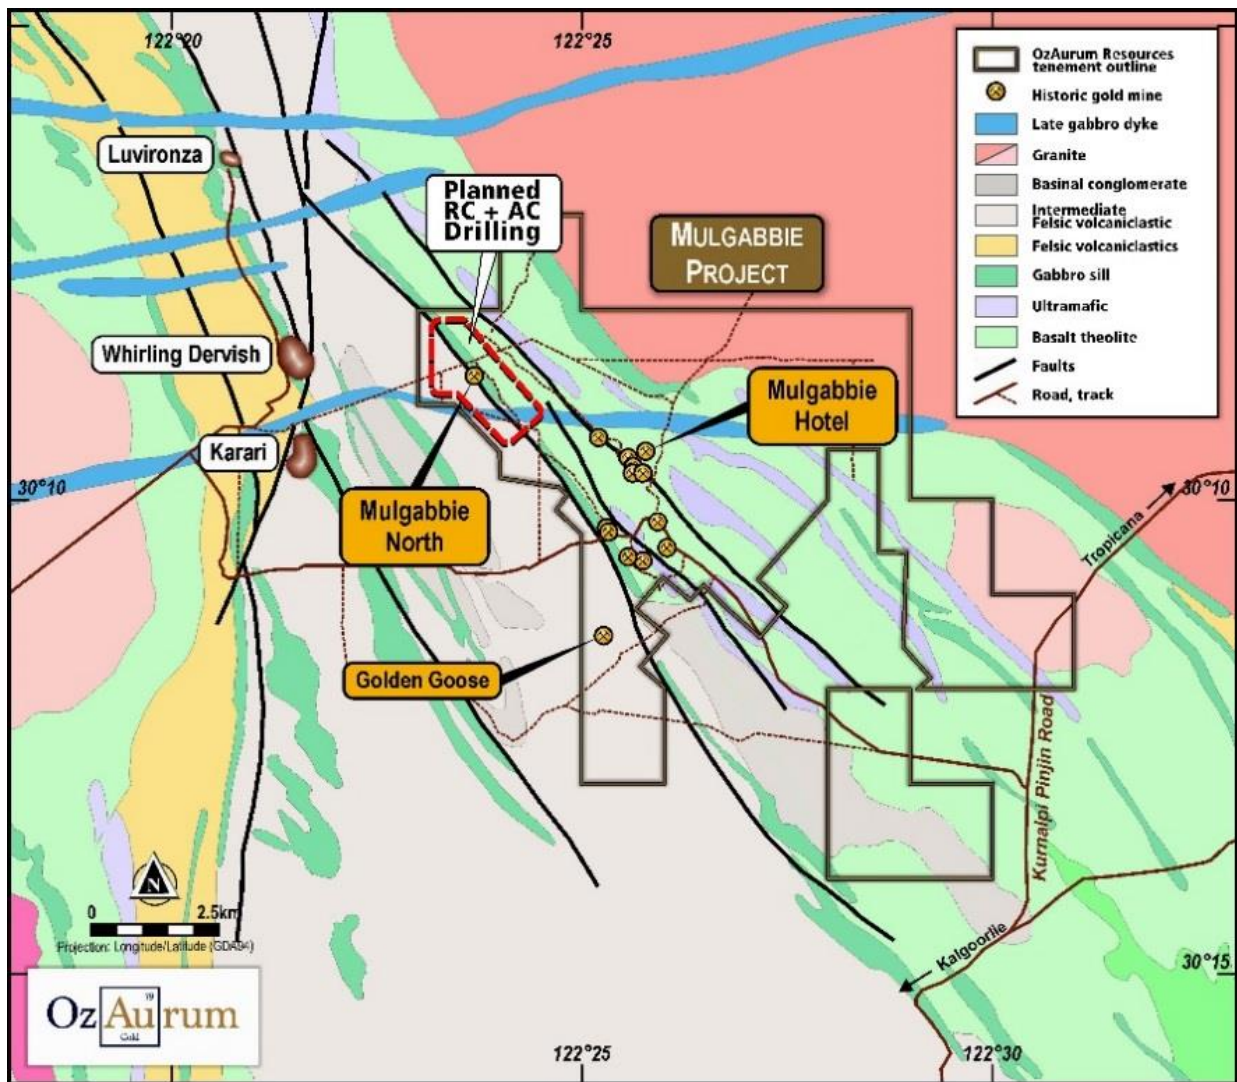 122°20
122°25
OzAurum Resources
tenement outline
Historic gold mine
Late gabbro dyke
Granite
Basinal conglomerate
Intermediate
Felsic volcaniclastic
Felsic volcaniclastics
Gabbro sill
Ultramafic
Basalt theolite
Faults
Road, track
Luvironza
Planned
RC + AC
Drilling
MULGABBIE
PROJECT
Whirling Dervish
Mulgabbie
Hotel
Karari
30°10
30°10
Mulgabbie
North
Tropicana
Golden Goose
Kurnalpi Pinjin Road
N
0 2.5km
Projection: Longitude/Latitude (GDA94)
Kalgoorlie
30°15
79
OzAurum
Gold
122°25
122°30